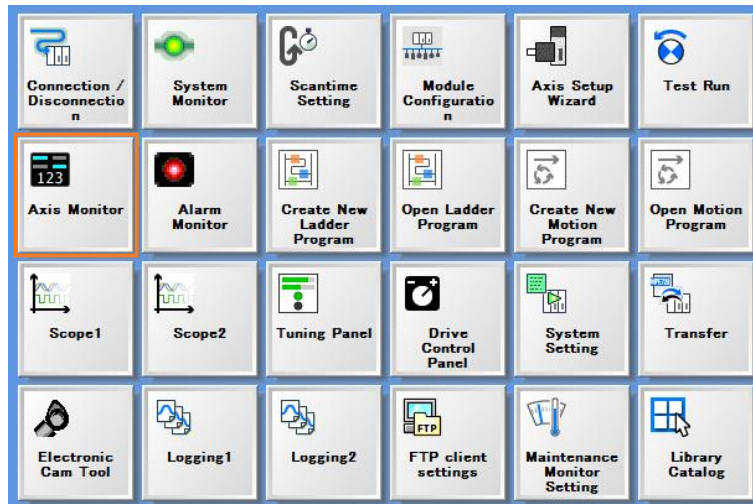 Connection /
Disconnectio
n
System
Monitor
Scantime
Setting
Module
Configuratio
n
Axis Setup
Wizard
Test Run
123
Axis Monitor
Alarm
Monitor
Create New
Ladder
Program
Open Ladder
Program
Create New
Motion
Program
Open Motion
Program
Scope1
Scope2
Tuning Panel
Drive
Control
Panel
System
Setting
Transfer
Electronic
Cam Tool
Logging1
Logging2
FTP
FTP client
settings
Maintenance
Monitor
Setting
Library
Catalog